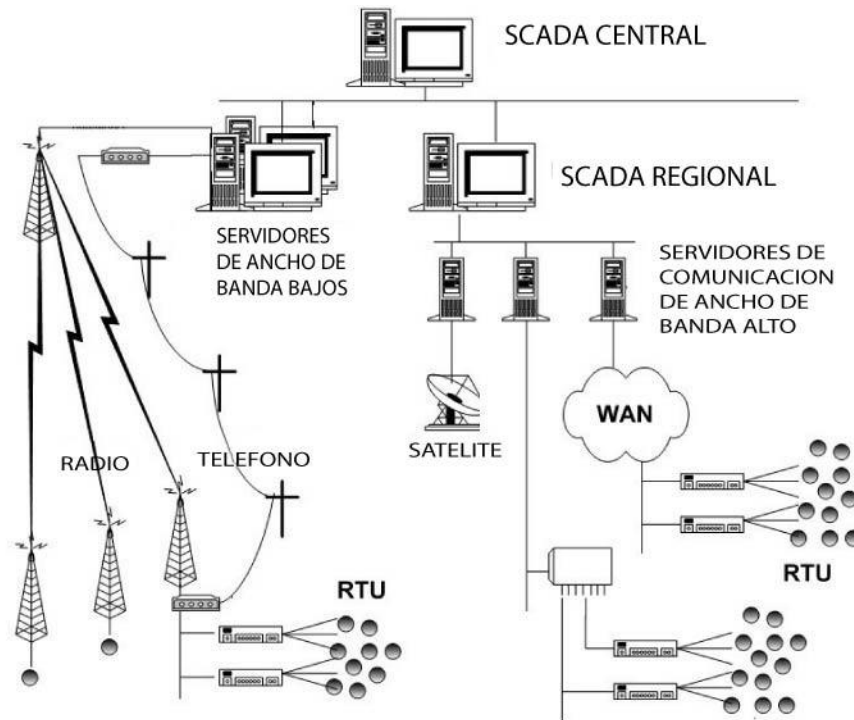 SCADA CENTRAL
SCADA REGIONAL
SERVIDORES
DE ANCHO DE
BANDA BAJOS
SERVIDORES DE
COMUNICACION
DE ANCHO DE
BANDA ALTO
WAN
SATELITE
RADIO
TELEFONO
RTU
RTU